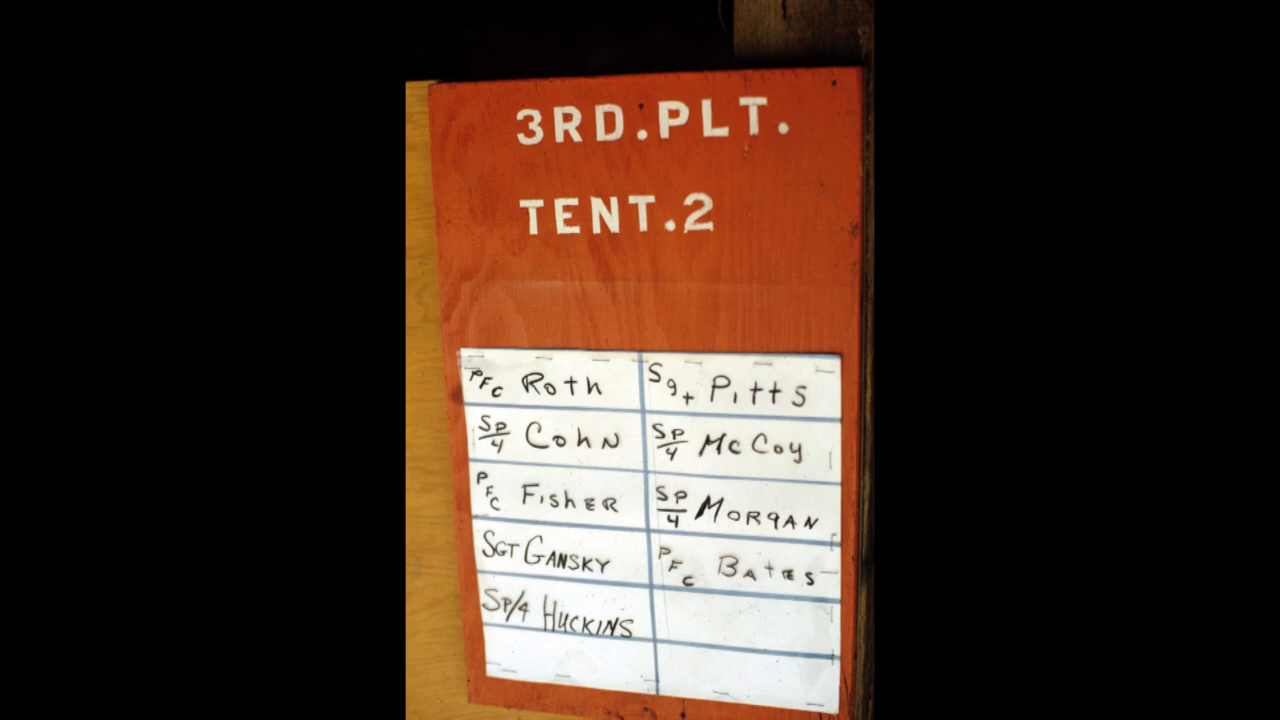 3RD.PLT.
TENT.2
PFC Roth
Sgt Pitts
SP/4 Cohn
SP/4 McCoy
PFC FishER
SP/4 MORGAN
SGT GANSKY
PFC BAtES
SP/4 HUCKINS